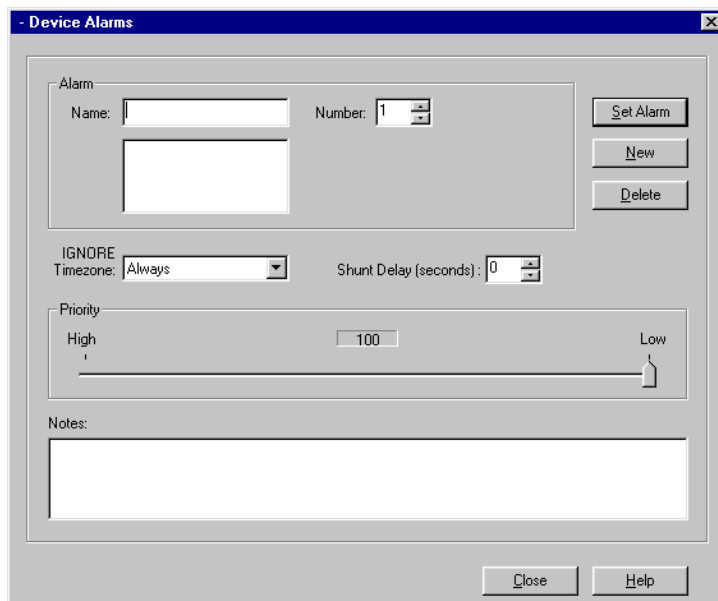 - Device Alarms
Alarm
Name:
Number: 1
Set Alarm
New
Delete
IGNORE
Timezone: Always
Shunt Delay (seconds) : 0
Priority
High
100
Low
Notes:
Close
Help